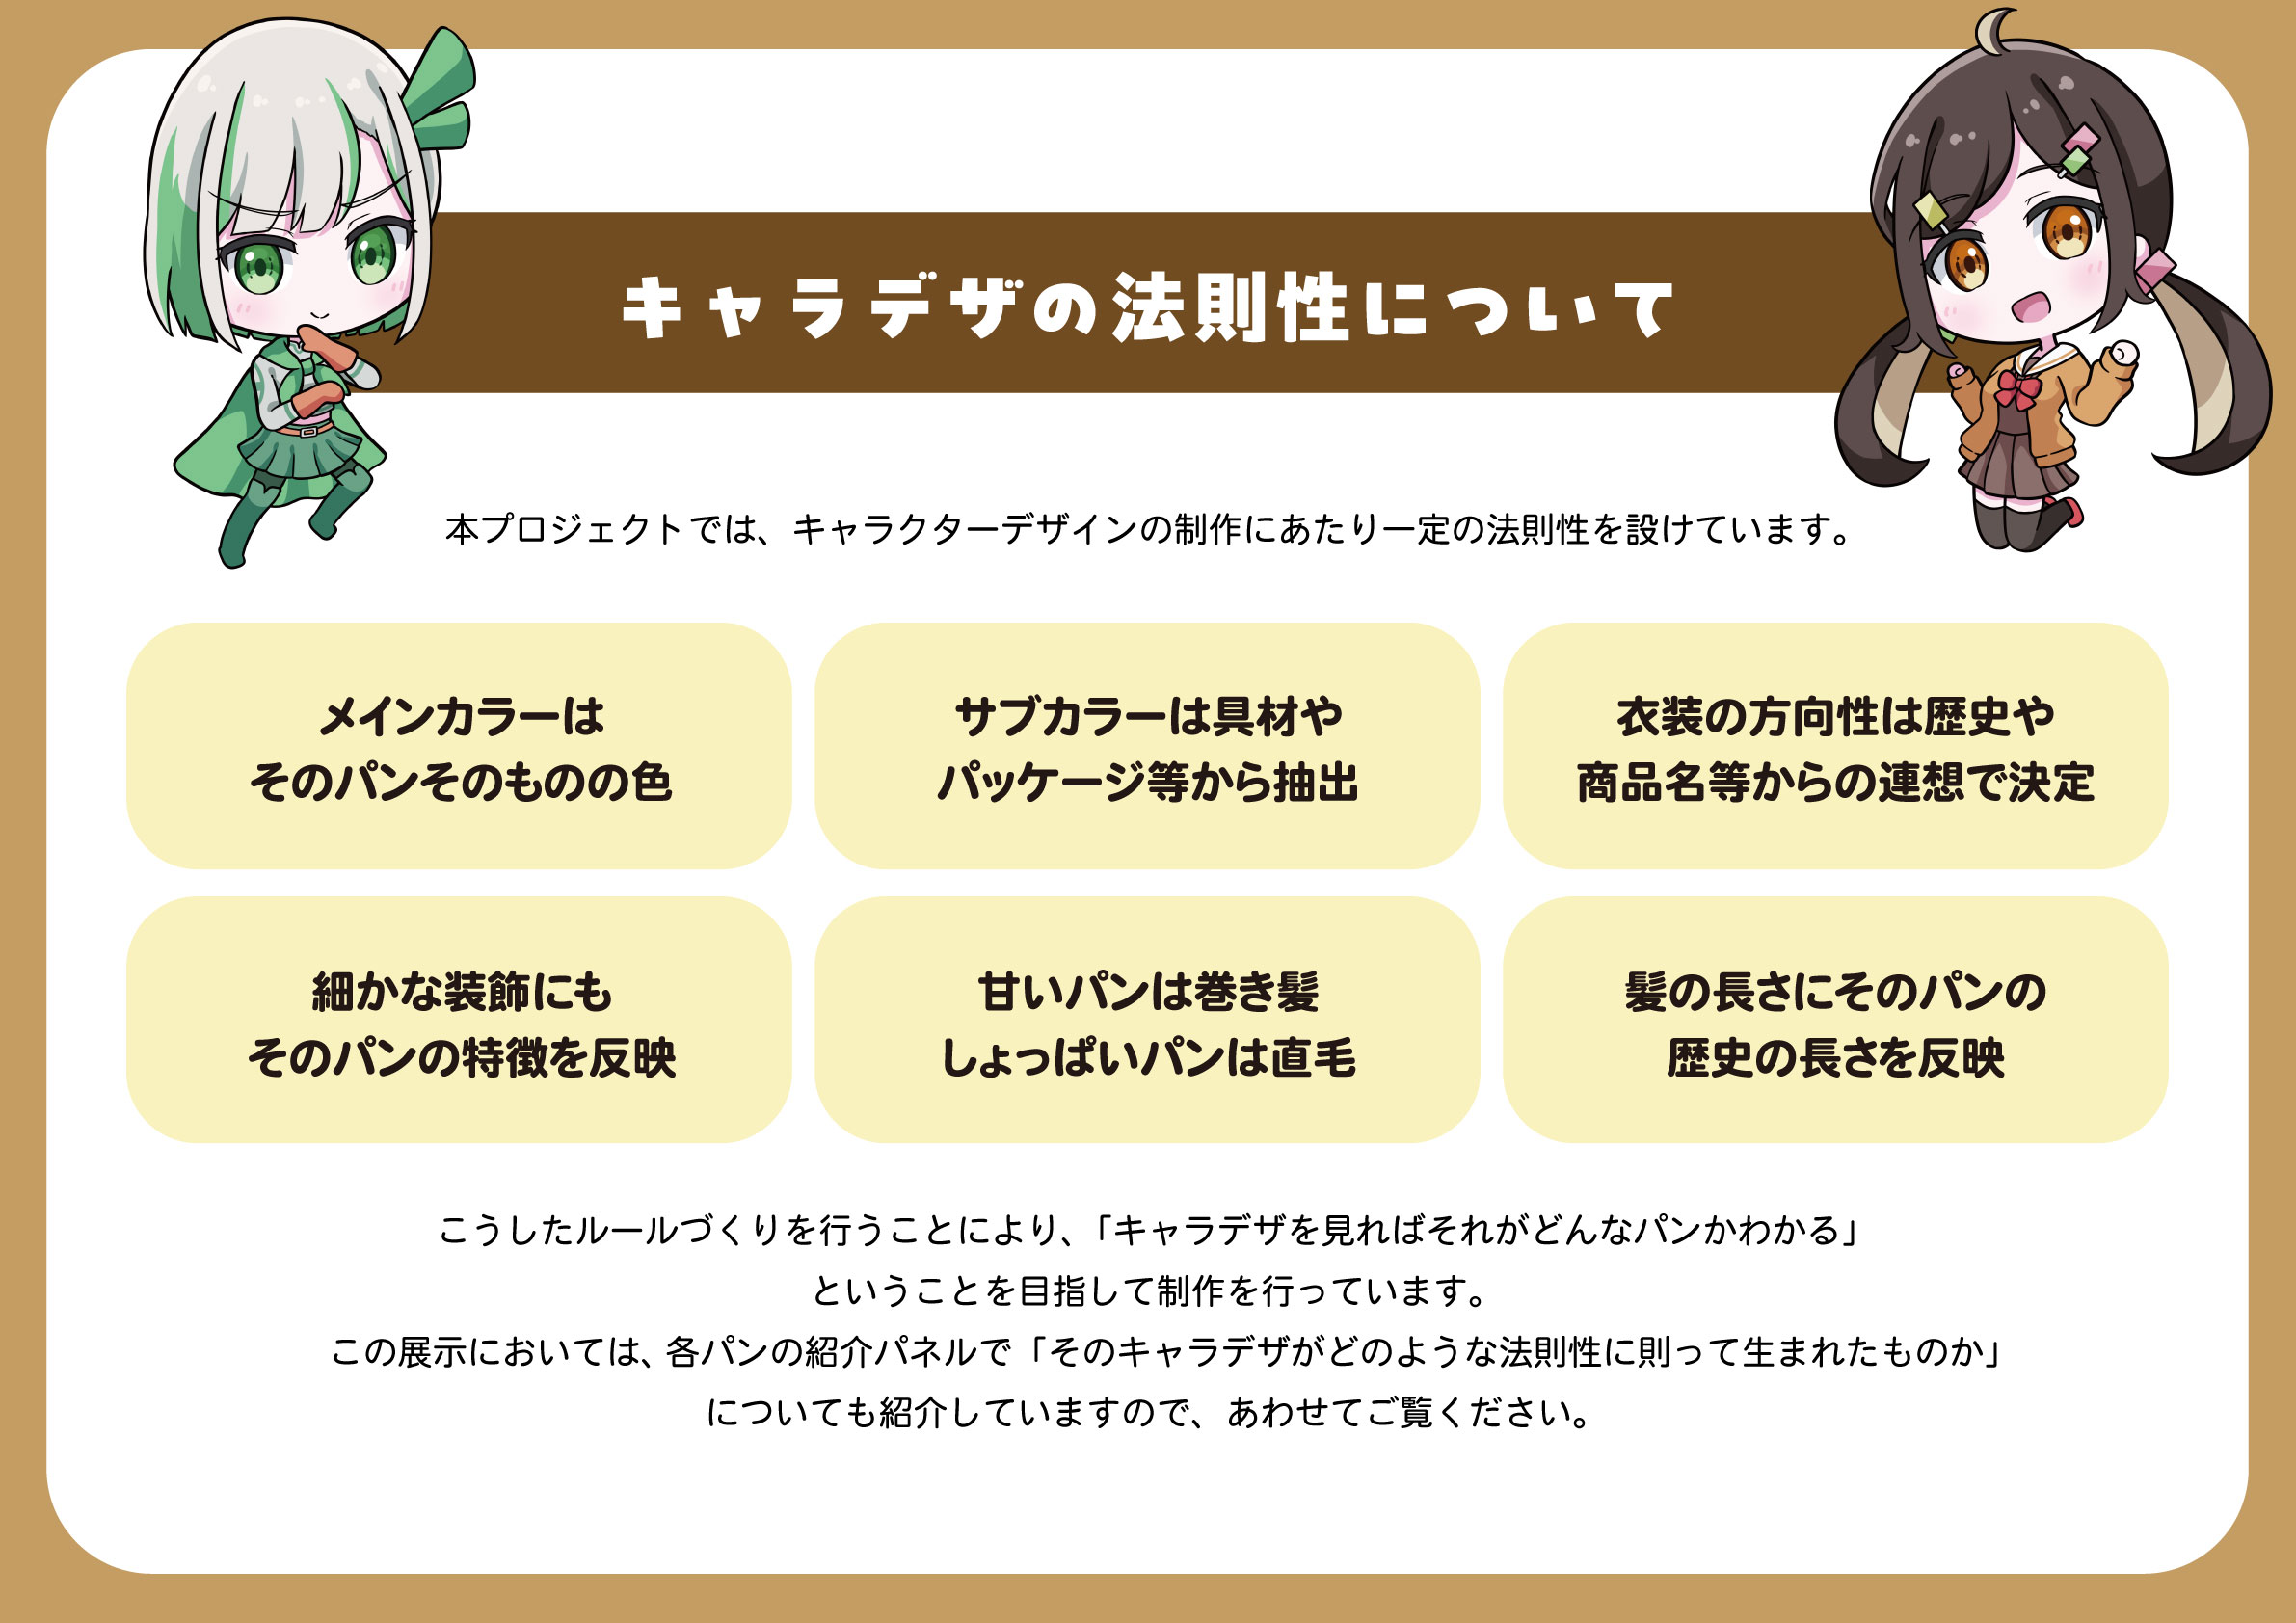 キャラデザの法則性について
本プロジェクトでは、キャラクターデザインの制作にあたり一定の法則性を設けています。
メインカラーは
そのパンそのものの色
サブカラーは具材や
パッケージ等から抽出
衣装の方向性は歴史や
商品名等からの連想で決定
細かな装飾にも
そのパンの特徴を反映
甘いパンは巻き髪
しょっぱいパンは直毛
髪の長さにそのパンの
歴史の長さを反映
こうしたルールづくりを行うことにより、「キャラデザを見ればそれがどんなパンかわかる」
ということを目指して制作を行っています。
この展示においては、各パンの紹介パネルで「そのキャラデザがどのような法則性に則って生まれたものか」
についても紹介していますので、あわせてご覧ください。